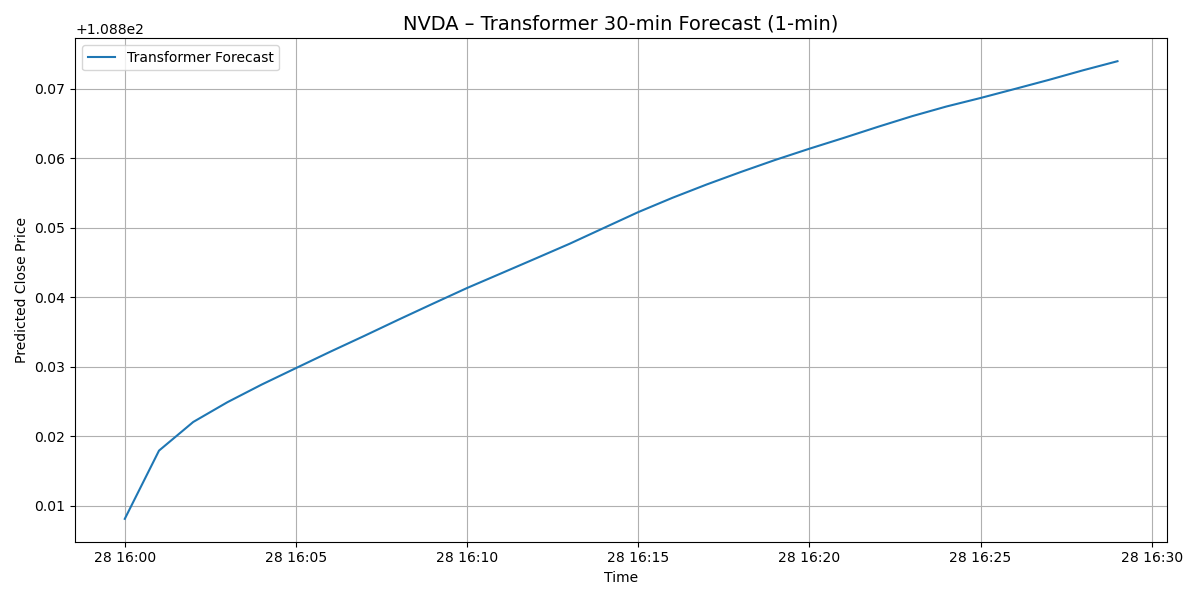 NVDA – Transformer 30-min Forecast (1-min)
+1.088e2
Transformer Forecast
Predicted Close Price
0.07
0.06
0.05
0.04
0.03
0.02
0.01
28 16:00 28 16:05 28 16:10 28 16:15 28 16:20 28 16:25 28 16:30
Time